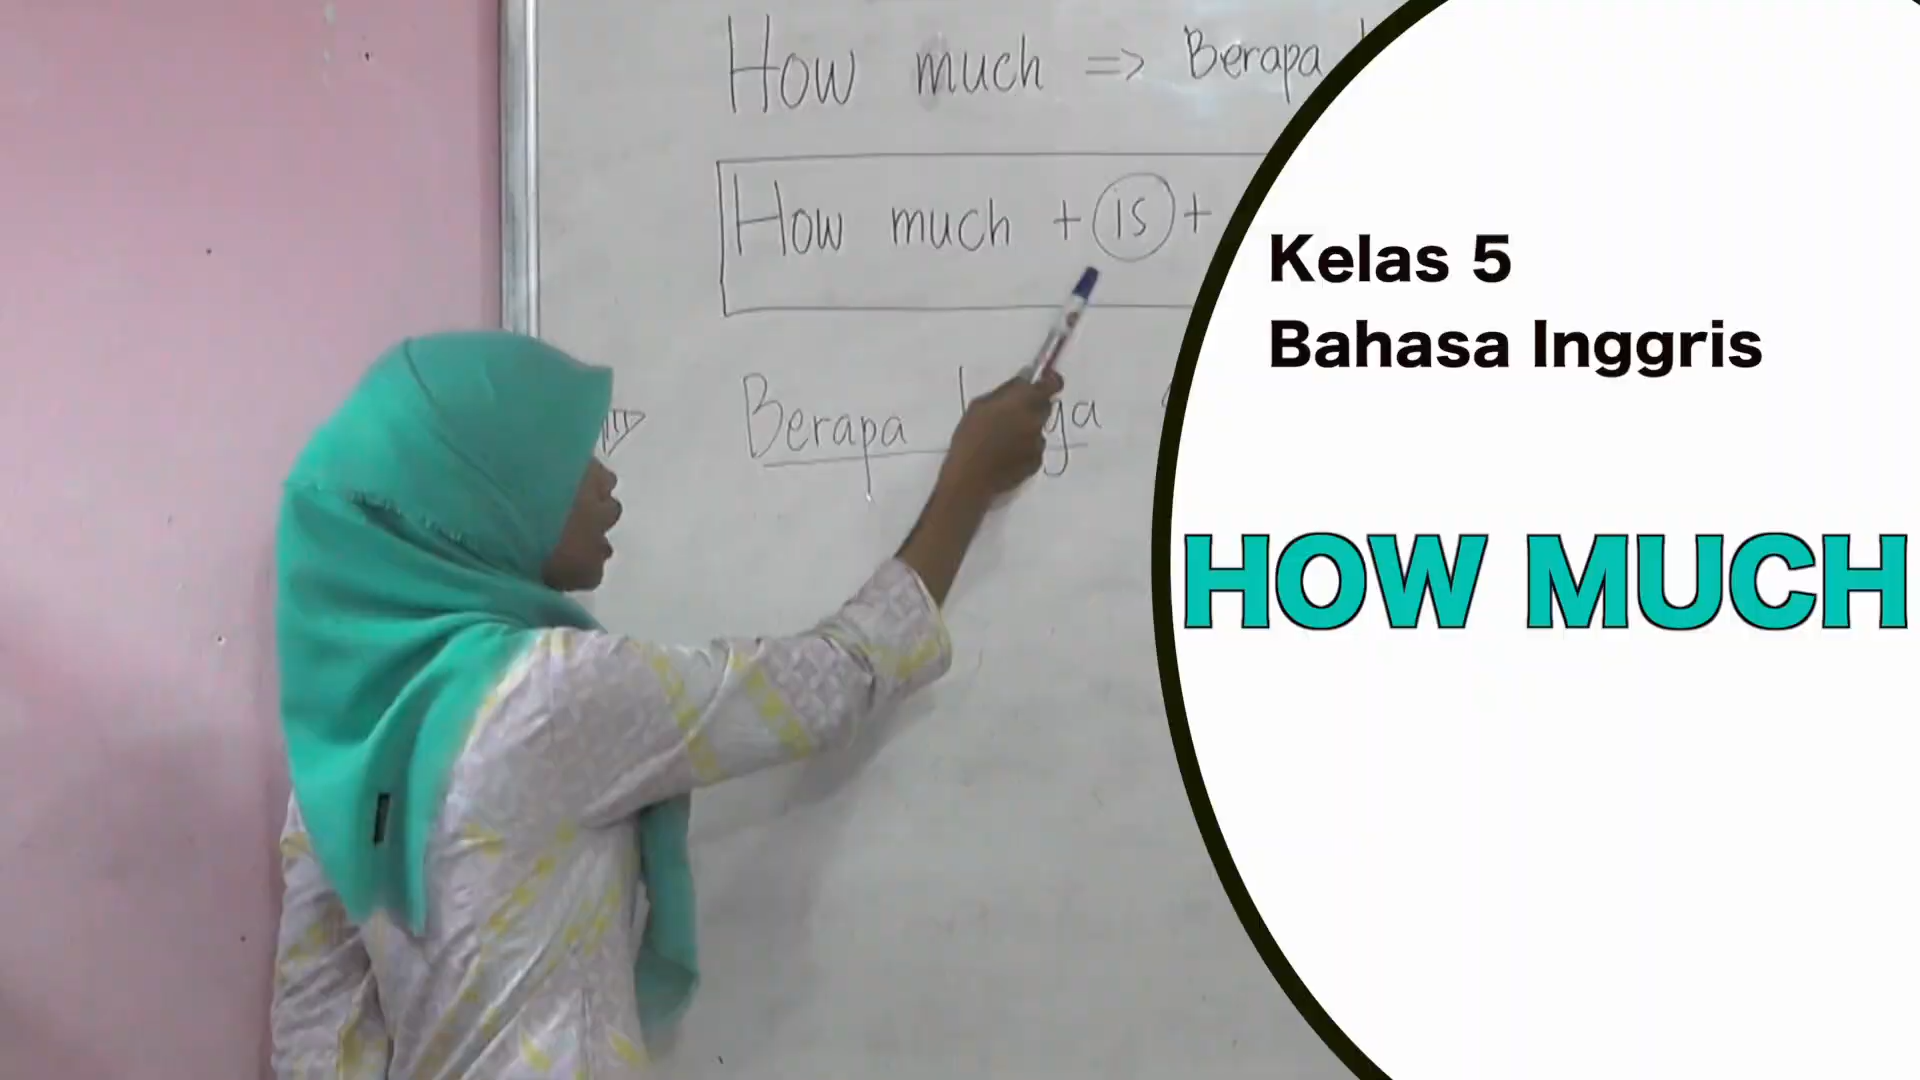 How much => Berapa
How much + is +
Berapa
Kelas 5
Bahasa Inggris
HOW MUCH